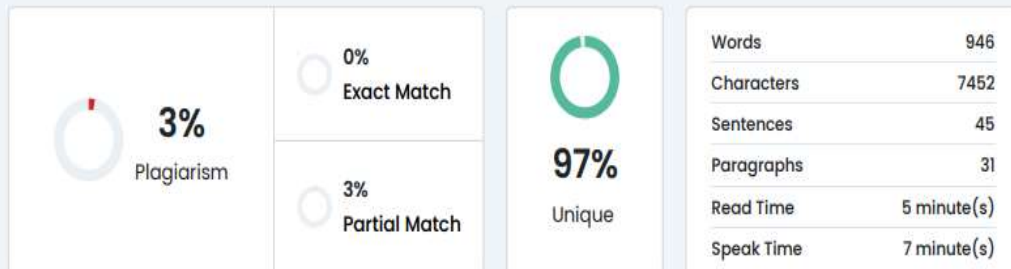 3%
Plagiarism
0%
Exact Match
3%
Partial Match
97%
Unique
Words 946
Characters 7452
Sentences 45
Paragraphs 31
Read Time 5 minute(s)
Speak Time 7 minute(s)